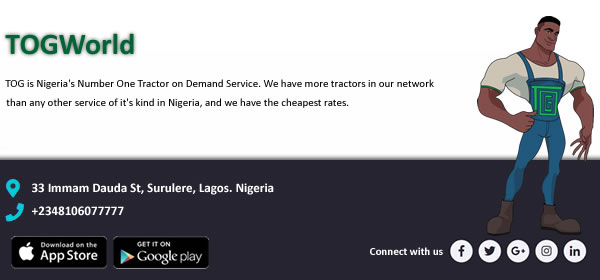 TOGWorld
TOG is Nigeria's Number One Tractor on Demand Service. We have more tractors in our network
than any other service of it's kind in Nigeria, and we have the cheapest rates.
33 Immam Dauda St, Surulere, Lagos. Nigeria
+2348106077777
Download on the
App Store
GET IT ON
Google play
Connect with us